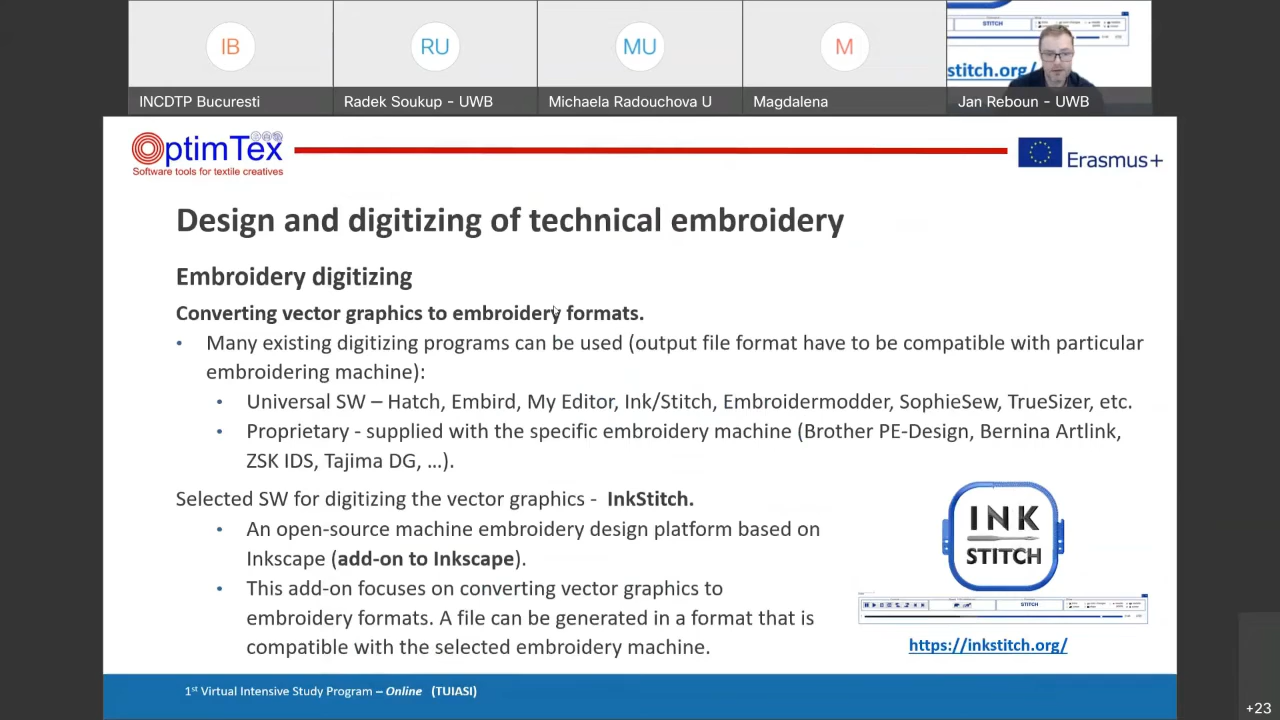 IB
RU
MU
M
STITCH
stitch.org/
INCDTP Bucuresti
Radek Soukup - UWB
Michaela Radouchova U
Magdalena
Jan Reboun - UWB
OptimTex
Software tools for textile creatives
Erasmus+
Design and digitizing of technical embroidery
Embroidery digitizing
Converting vector graphics to embroidery formats.
• Many existing digitizing programs can be used (output file format have to be compatible with particular
embroidering machine):
• Universal SW – Hatch, Embird, My Editor, Ink/Stitch, Embroidermodder, SophieSew, TrueSizer, etc.
• Proprietary - supplied with the specific embroidery machine (Brother PE-Design, Bernina Artlink,
ZSK IDS, Tajima DG, …).
Selected SW for digitizing the vector graphics - InkStitch.
• An open-source machine embroidery design platform based on
Inkscape (add-on to Inkscape).
• This add-on focuses on converting vector graphics to
embroidery formats. A file can be generated in a format that is
compatible with the selected embroidery machine.
INK
STITCH
STITCH
https://inkstitch.org/
1st Virtual Intensive Study Program – Online (TUIASI)
+23